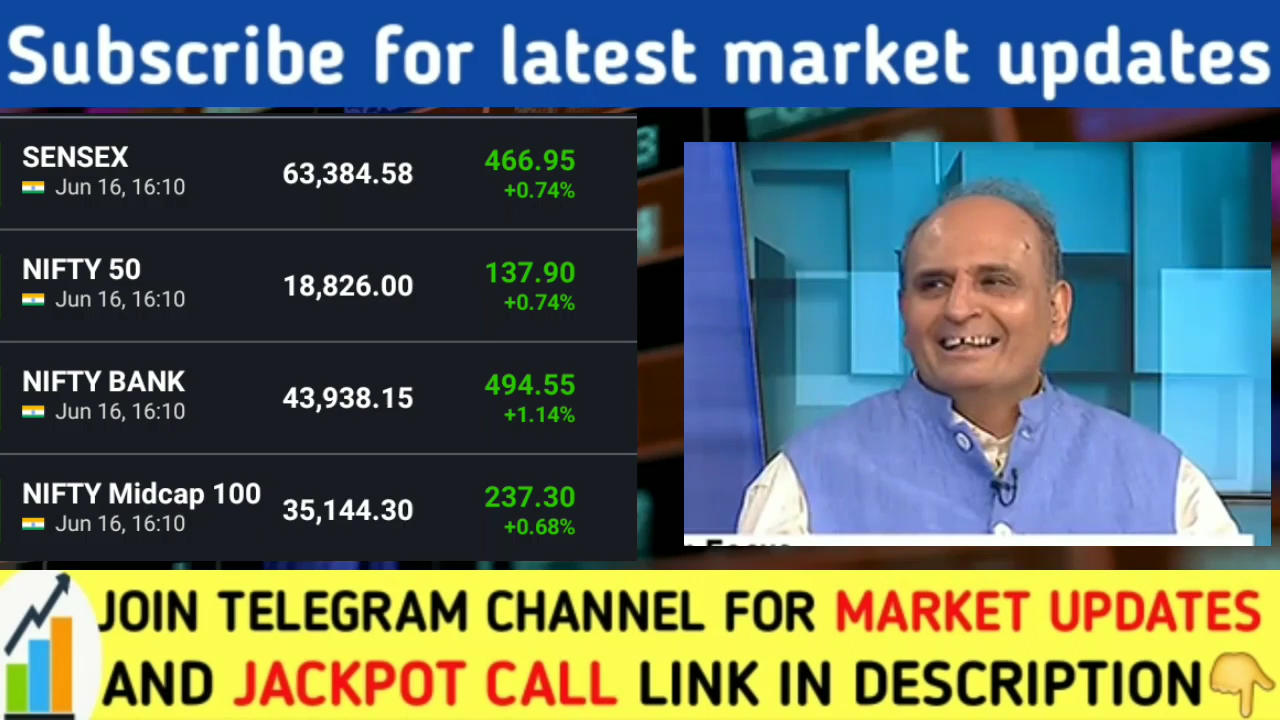 Subscribe for latest market updates
SENSEX
Jun 16, 16:10
63,384.58
466.95
+0.74%
NIFTY 50
Jun 16, 16:10
18,826.00
137.90
+0.74%
NIFTY BANK
Jun 16, 16:10
43,938.15
494.55
+1.14%
NIFTY Midcap 100
Jun 16, 16:10
35,144.30
237.30
+0.68%
JOIN TELEGRAM CHANNEL FOR MARKET UPDATES
AND JACKPOT CALL LINK IN DESCRIPTION👇